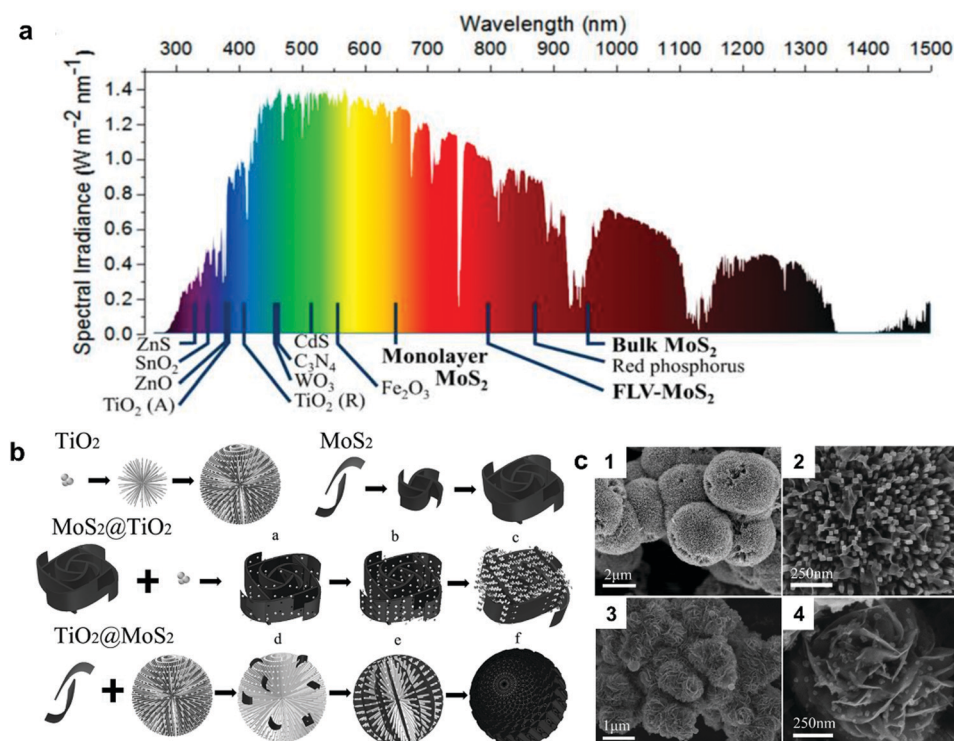 a
Wavelength (nm)
300 400 500 600 700 800 900 1000 1100 1200 1300 1400 1500
Spectral Irradiance (W m⁻² nm⁻¹)
1.4
1.2
1.0
0.8
0.6
0.4
0.2
0.0
ZnS
SnO₂
ZnO
TiO₂ (A)
CdS
C₃N₄
WO₃
TiO₂ (R)
Fe₂O₃
Monolayer
MoS₂
Bulk MoS₂
Red phosphorus
FLV-MoS₂
b
TiO₂
MoS₂
MoS₂@TiO₂
a b c
TiO₂@MoS₂
d e f
c
1
2μm
2
250nm
3
1μm
4
250nm